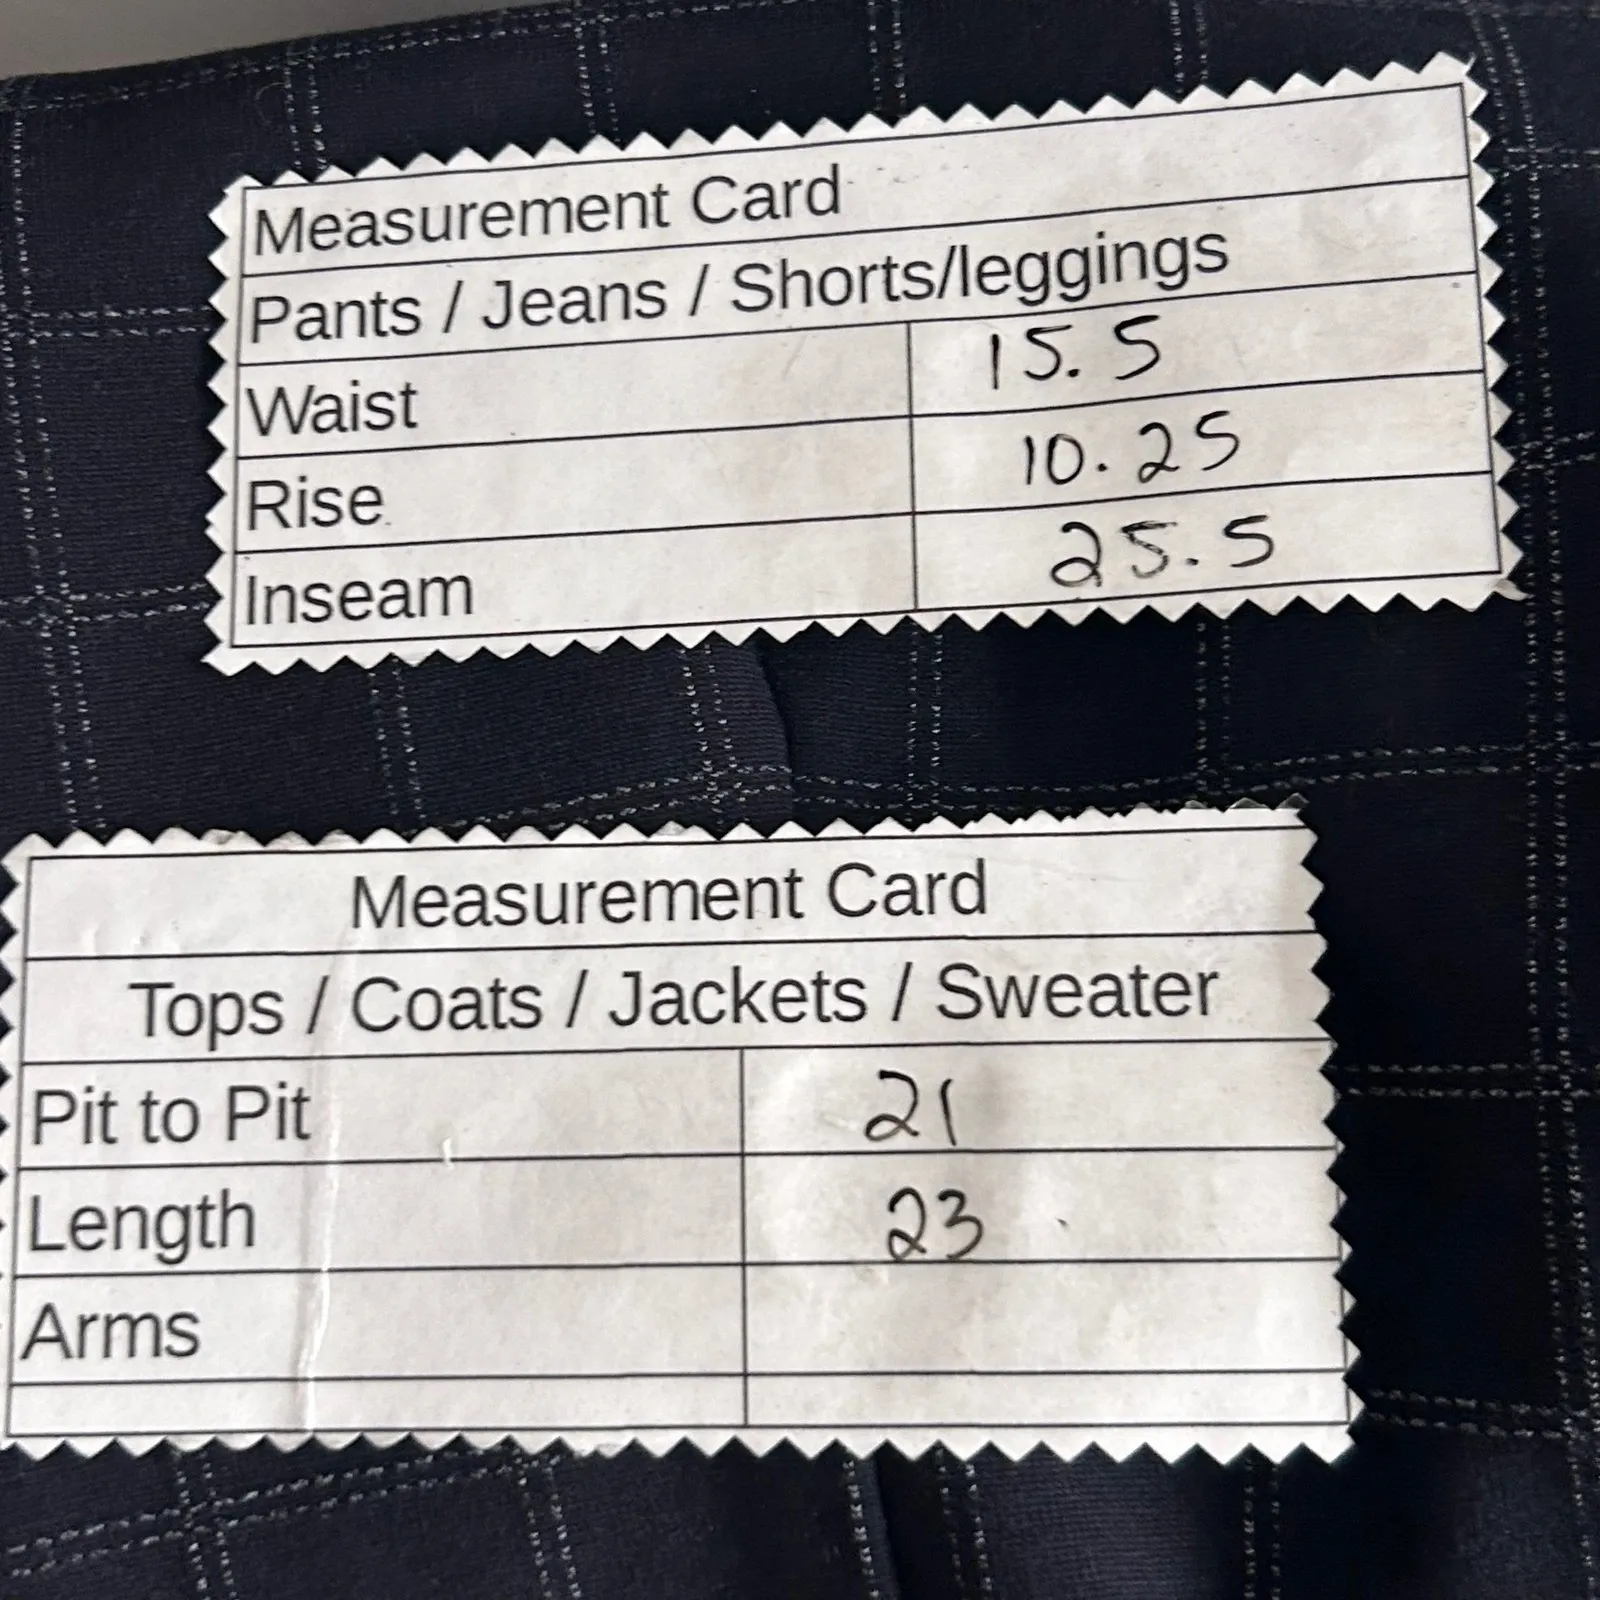 Measurement Card
Pants / Jeans / Shorts/leggings
Waist 15.5
Rise 10.25
Inseam 25.5
Measurement Card
Tops / Coats / Jackets / Sweater
Pit to Pit 21
Length 23
Arms